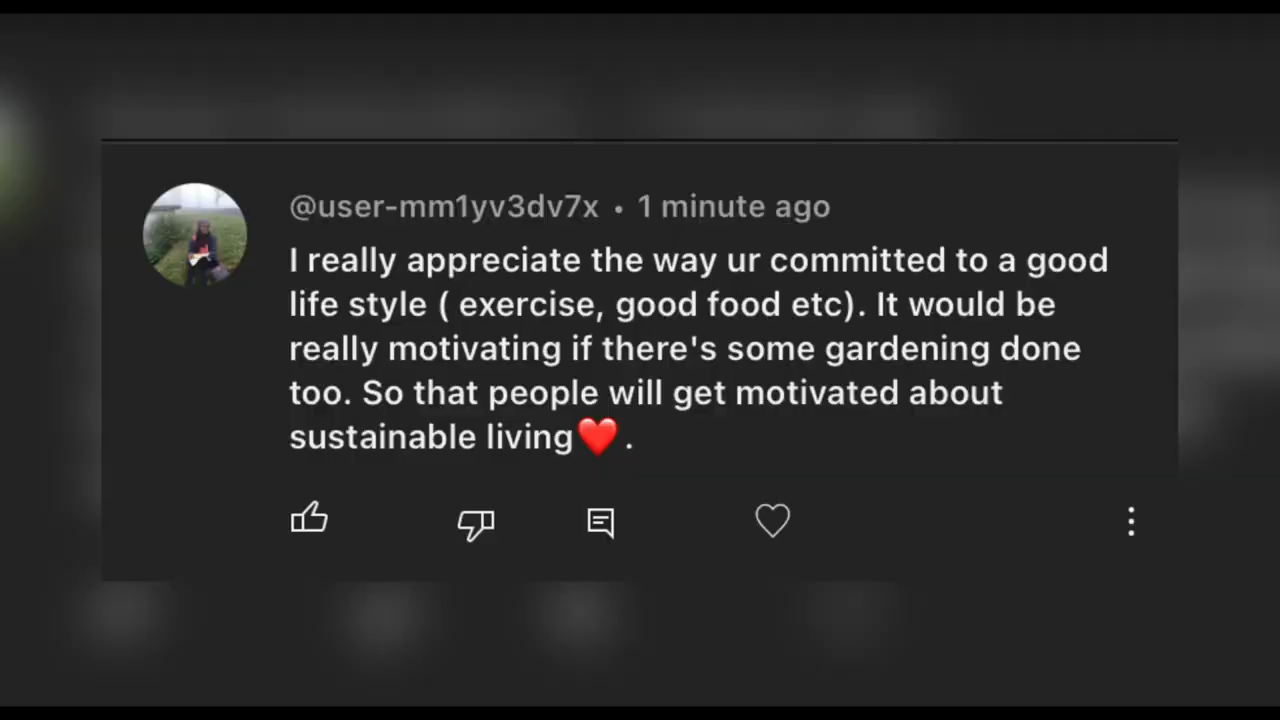 @user-mm1yv3dv7x • 1 minute ago
I really appreciate the way ur committed to a good
life style ( exercise, good food etc). It would be
really motivating if there's some gardening done
too. So that people will get motivated about
sustainable living❤️ .